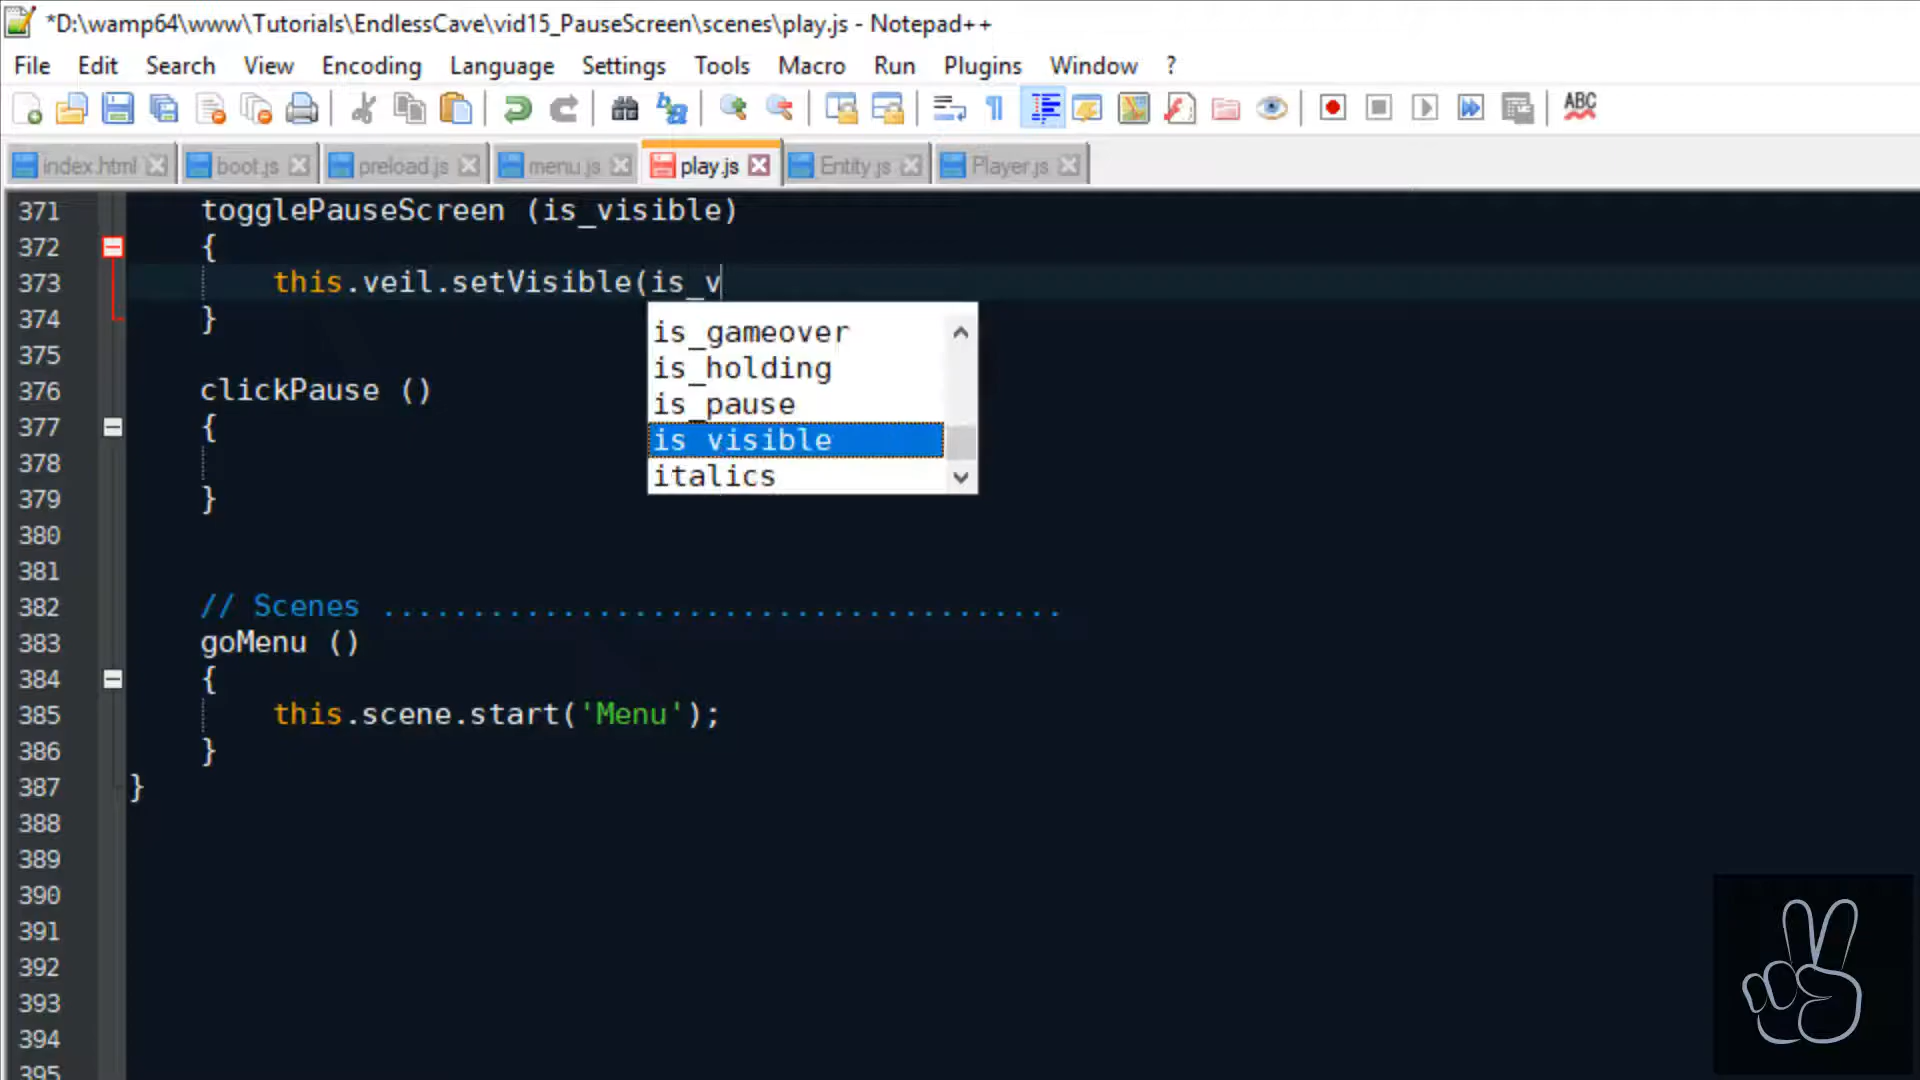 *D:\wamp64\www\Tutorials\EndlessCave\vid15_PauseScreen\scenes\play.js - Notepad++
File Edit Search View Encoding Language Settings Tools Macro Run Plugins Window ?
ABC
index.html boot.js preload.js menu.js play.js Entity.js Player.js
371 togglePauseScreen (is_visible)
372 {
373 this.veil.setVisible(is_v
374 }
is_gameover
is_holding
is_pause
is_visible
italics
375
376 clickPause ()
377 {
378
379 }
380
381
382 // Scenes ......................................
383 goMenu ()
384 {
385 this.scene.start('Menu');
386 }
387 }
388
389
390
391
392
393
394
395